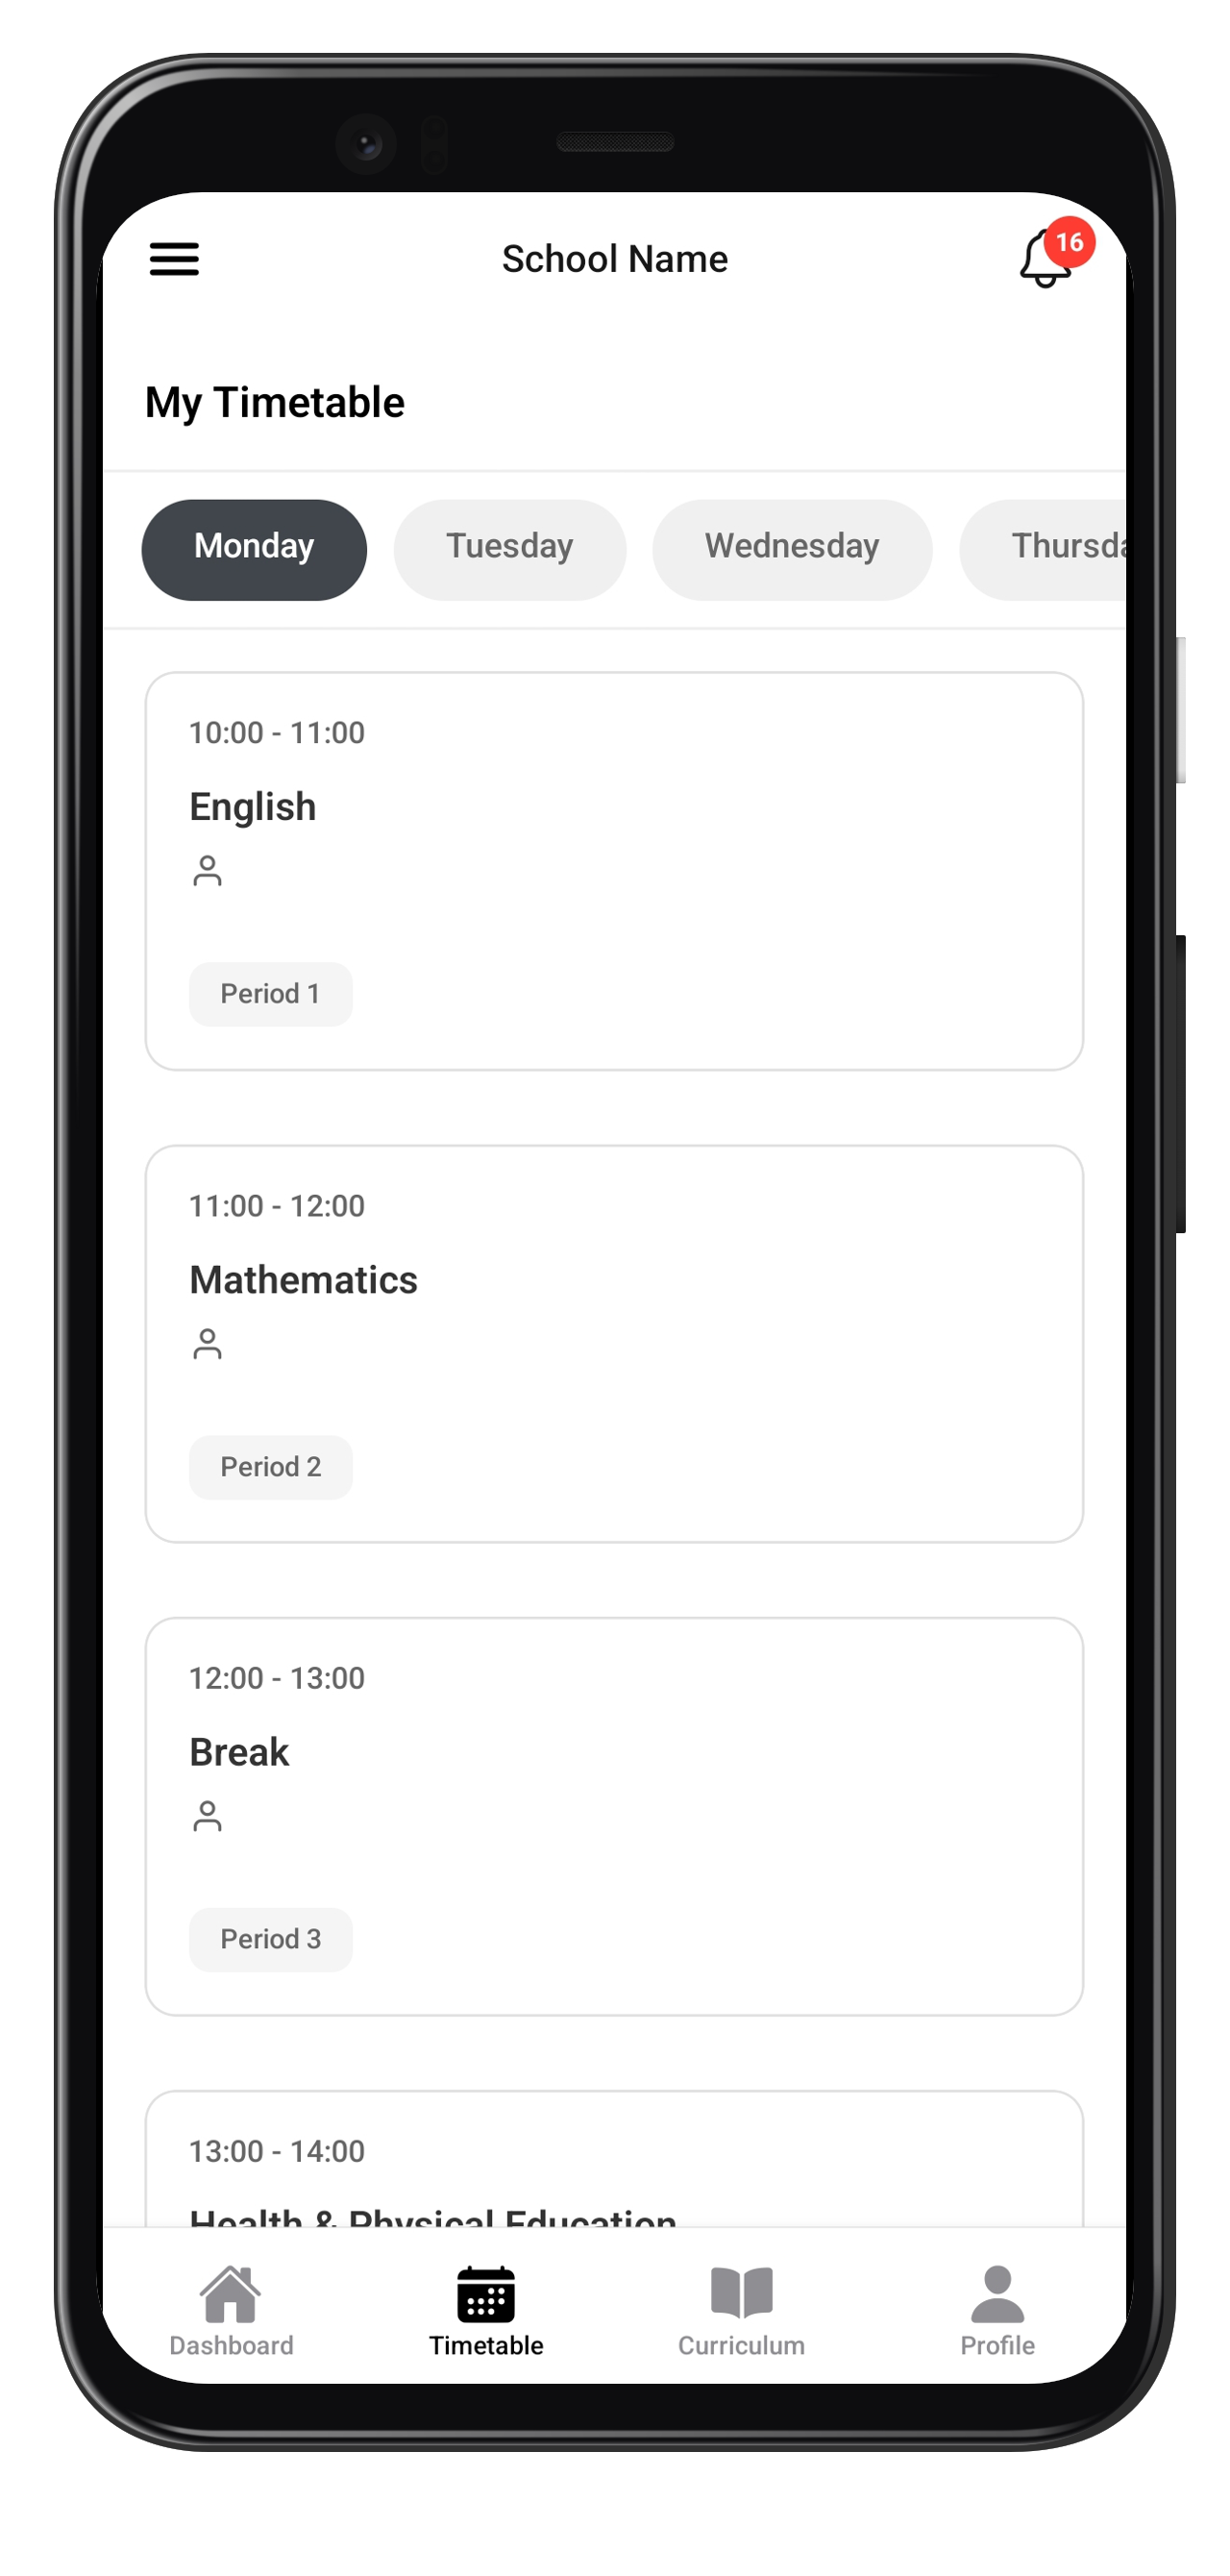 School Name
16
My Timetable
Monday Tuesday Wednesday Thursda
10:00 - 11:00
English
Period 1
11:00 - 12:00
Mathematics
Period 2
12:00 - 13:00
Break
Period 3
13:00 - 14:00
Health & Physical Education
Dashboard Timetable Curriculum Profile